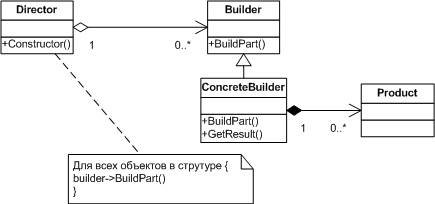 Director
+Constructor()
1
0..*
Builder
+BuildPart()
ConcreteBuilder
+BuildPart()
+GetResult()
1
0..*
Product
Для всех объектов в струтуре {
builder->BuildPart()
}